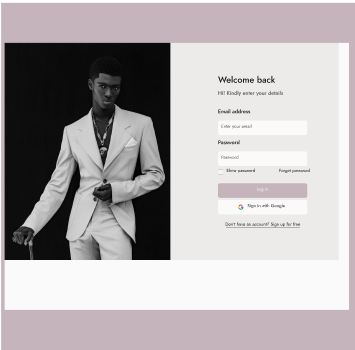 Welcome back
Hi! Kindly enter your details
Email address
Enter your email
Password
Password
Show password Forgot password
Log in
Sign in with Google
Don't have an account? Sign up for free